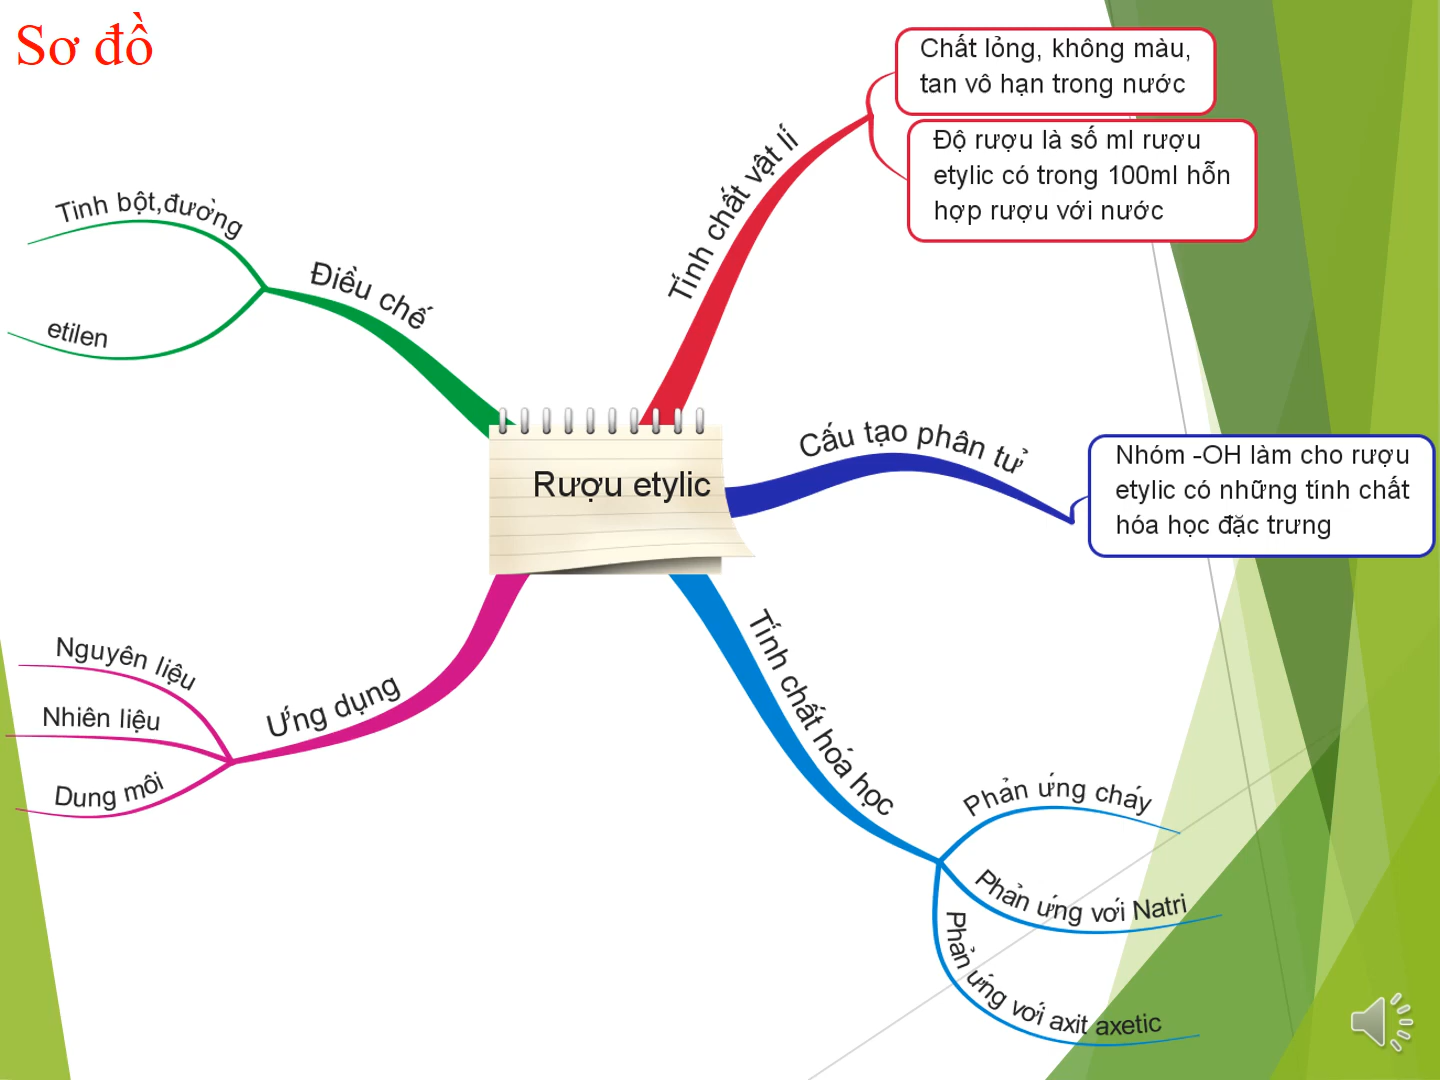 Sơ đồ
Rượu etylic
Tính chất vật lí
Chất lỏng, không màu,
tan vô hạn trong nước
Độ rượu là số ml rượu
etylic có trong 100ml hỗn
hợp rượu với nước
Cấu tạo phân tử
Nhóm -OH làm cho rượu
etylic có những tính chất
hóa học đặc trưng
Tính chất hóa học
Phản ứng cháy
Phản ứng với Natri
Phản ứng với axit axetic
Ứng dụng
Nguyên liệu
Nhiên liệu
Dung môi
Điều chế
Tinh bột,đường
etilen